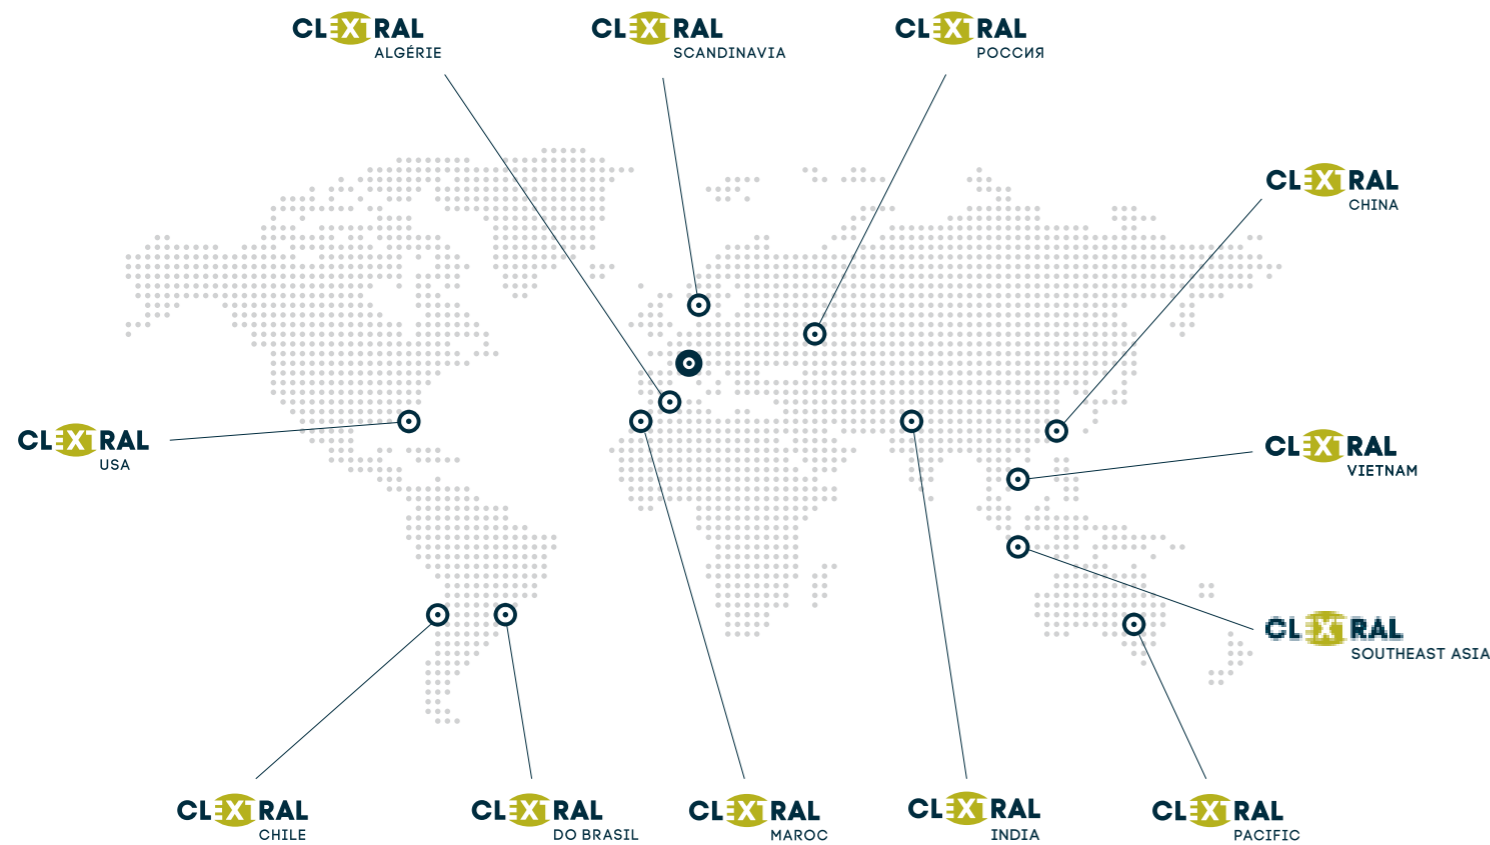 CLEXTRAL
ALGÉRIE
CLEXTRAL
SCANDINAVIA
CLEXTRAL
РОССИЯ
CLEXTRAL
CHINA
CLEXTRAL
USA
CLEXTRAL
VIETNAM
CLEXTRAL
SOUTHEAST ASIA
CLEXTRAL
CHILE
CLEXTRAL
DO BRASIL
CLEXTRAL
MAROC
CLEXTRAL
INDIA
CLEXTRAL
PACIFIC